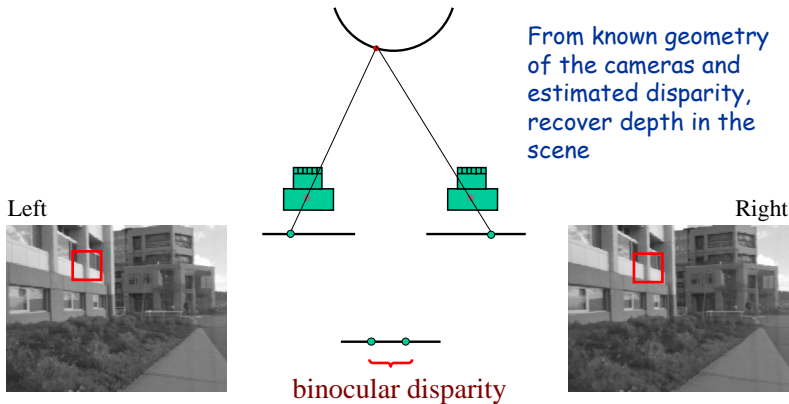 From known geometry
of the cameras and
estimated disparity,
recover depth in the
scene
Left
Right
binocular disparity